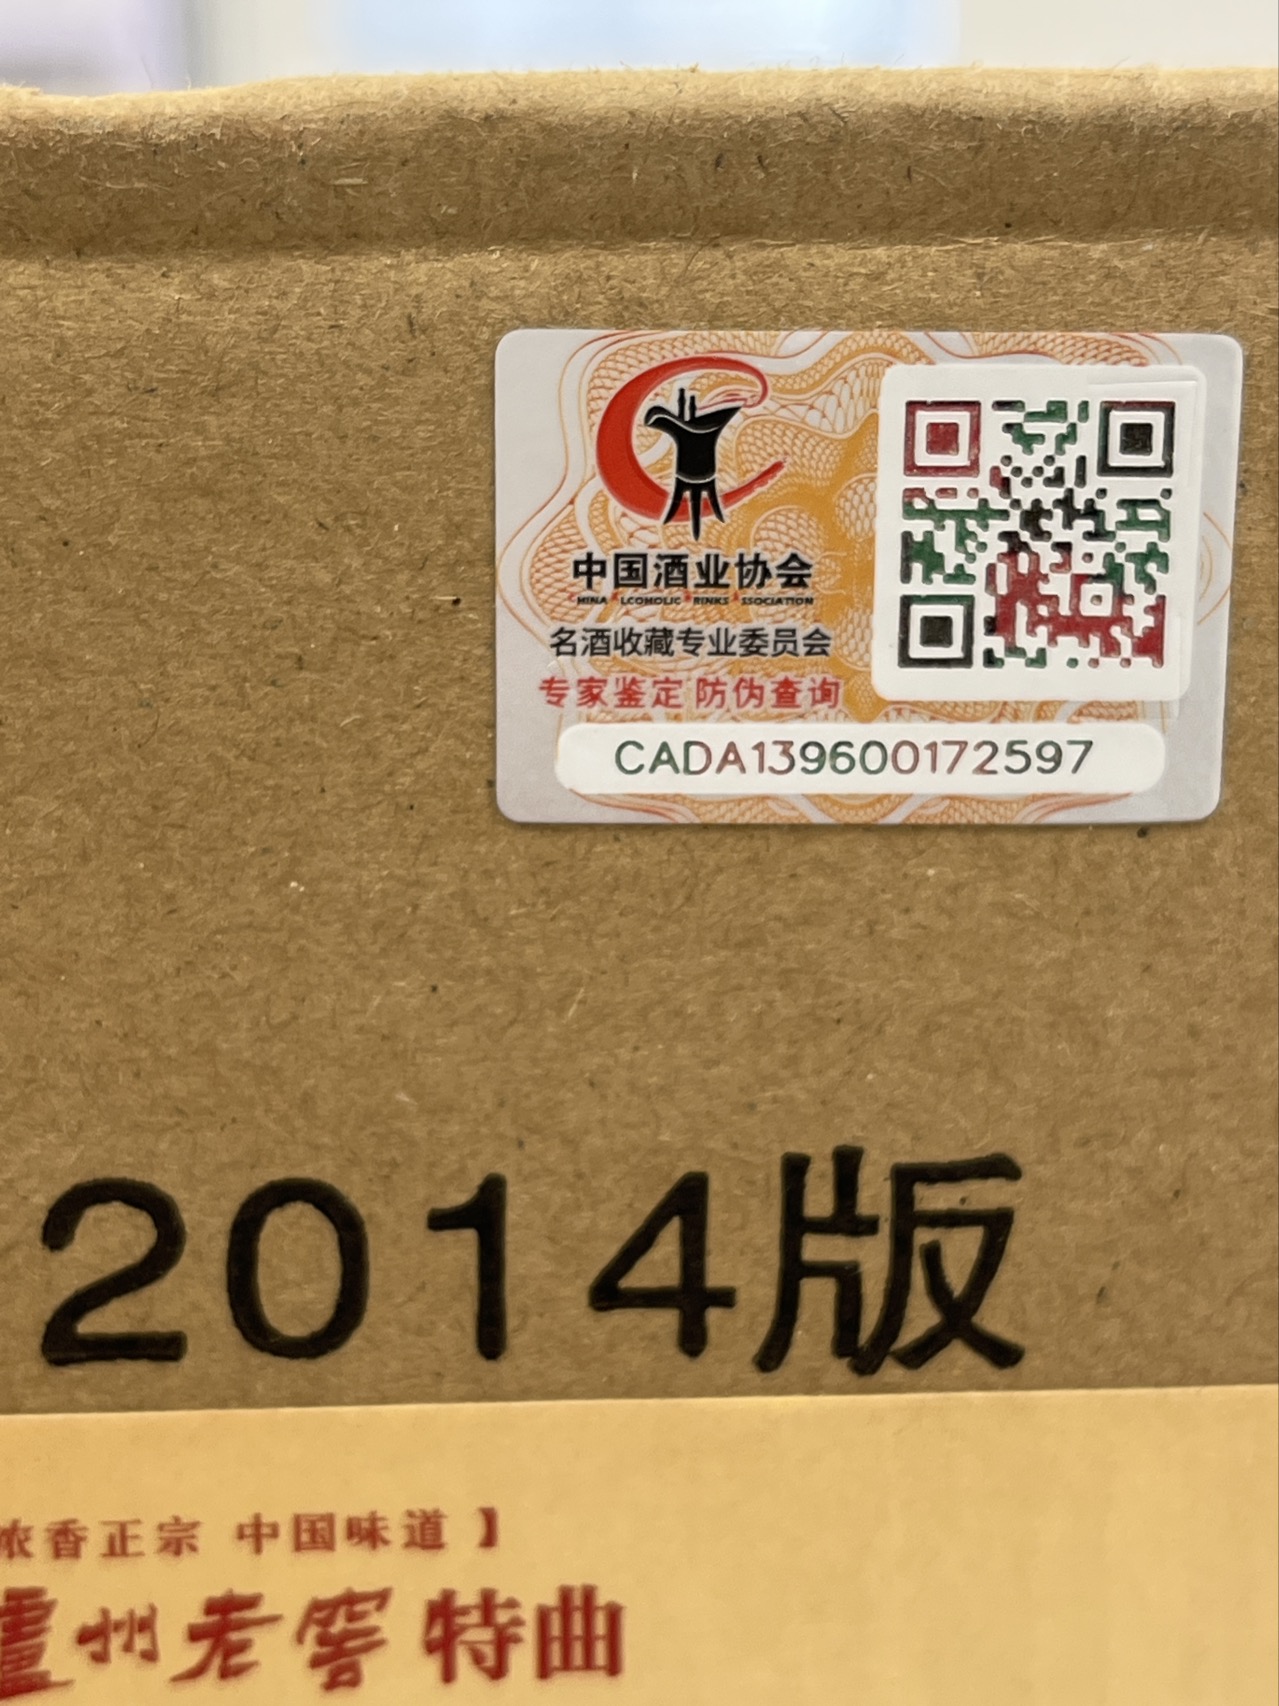 中国酒业协会
CHINA ALCOHOLIC DRINKS ASSOCIATION
名酒收藏专业委员会
专家鉴定 防伪查询
CADA139600172597
2014版
浓香正宗 中国味道 】
瀘州老窖 特曲